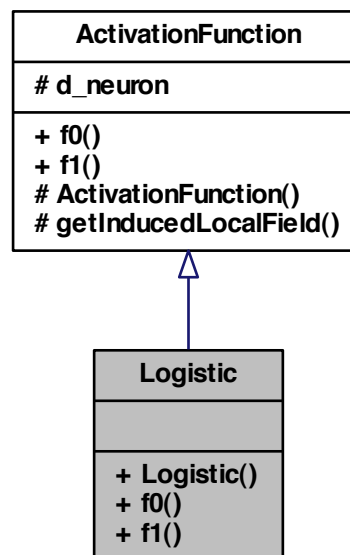 ActivationFunction
# d_neuron
+ f0()
+ f1()
# ActivationFunction()
# getInducedLocalField()
Logistic
+ Logistic()
+ f0()
+ f1()